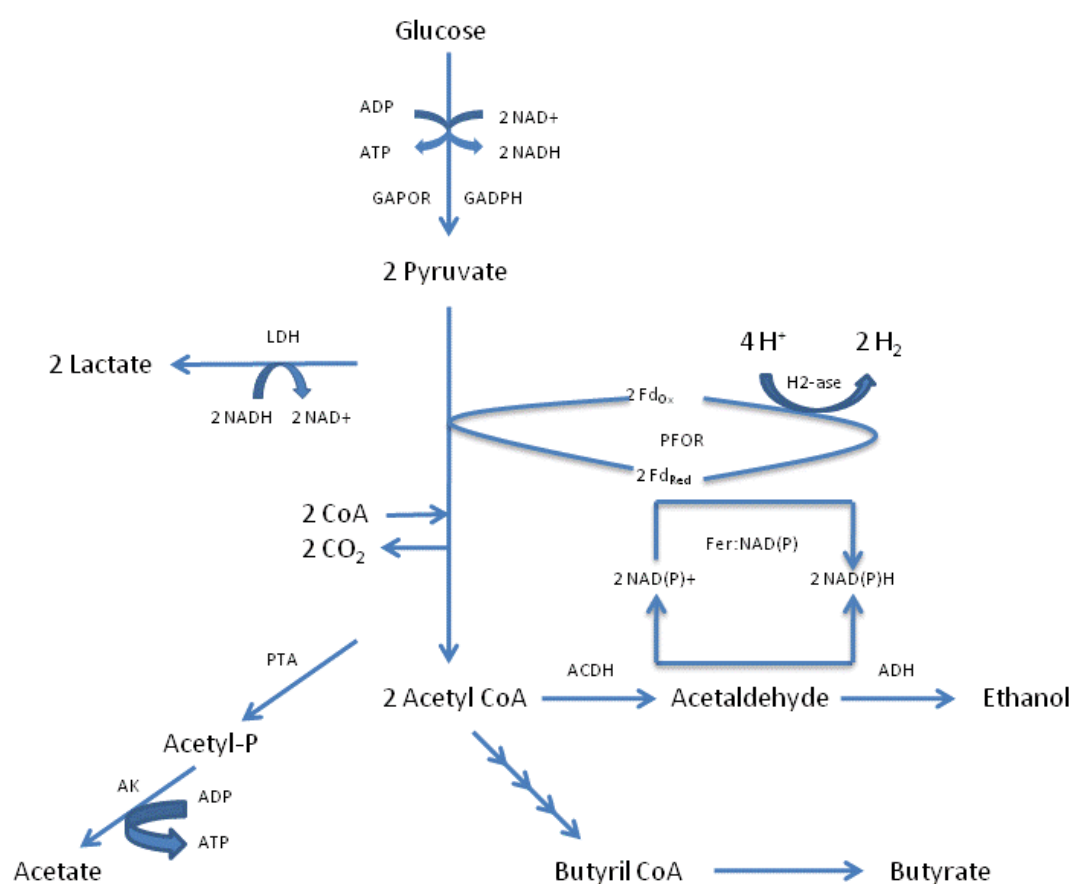 Glucose
ADP
2 NAD+
ATP
2 NADH
GAPOR
GADPH
2 Pyruvate
LDH
2 Lactate
2 NADH
2 NAD+
4 H⁺
2 H₂
H2-ase
2 Fd_Ox
PFOR
2 Fd_Red
2 CoA
2 CO₂
Fer:NAD(P)
2 NAD(P)+
2 NAD(P)H
PTA
ACDH
ADH
2 Acetyl CoA
Acetaldehyde
Ethanol
Acetyl-P
AK
ADP
ATP
Acetate
Butyril CoA
Butyrate